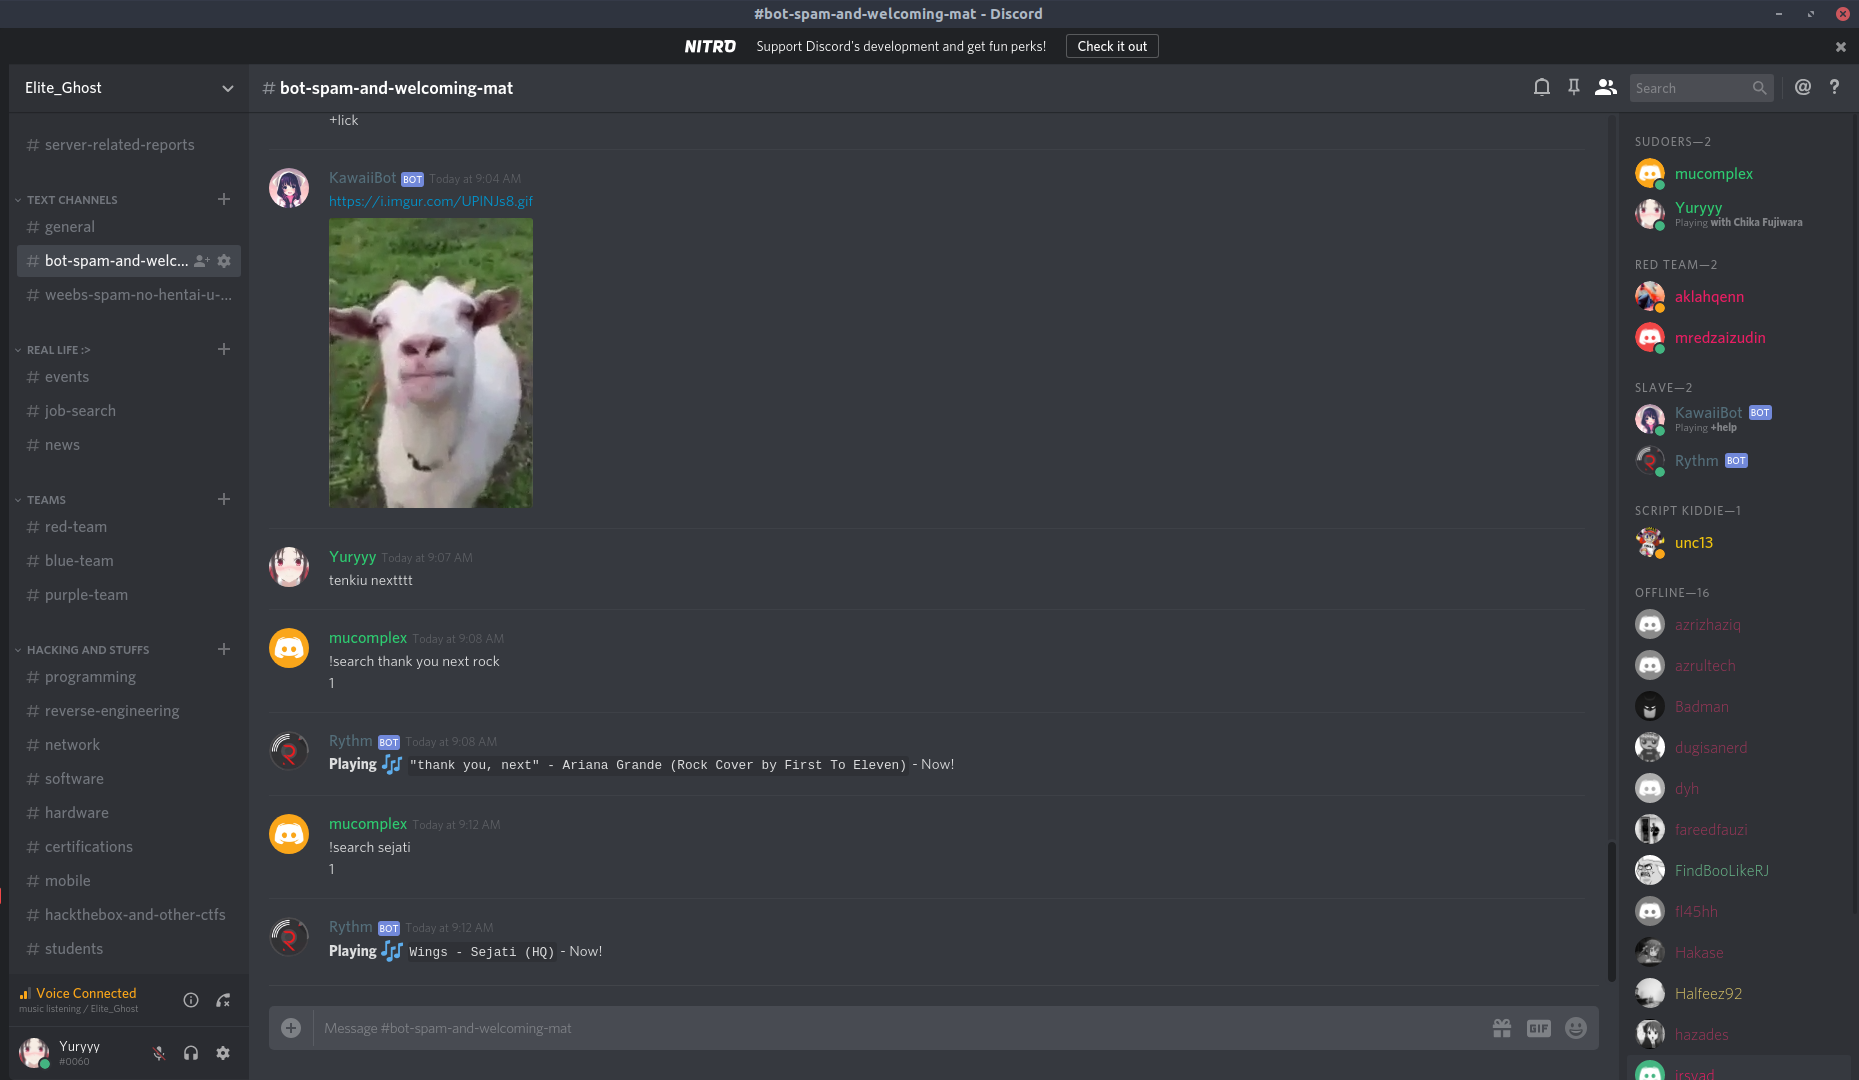 #bot-spam-and-welcoming-mat - Discord
NITRO Support Discord's development and get fun perks! Check it out
Elite_Ghost
# bot-spam-and-welcoming-mat
Search
# server-related-reports
TEXT CHANNELS
# general
# bot-spam-and-welc...
# weebs-spam-no-hentai-u-...
REAL LIFE :>
# events
# job-search
# news
TEAMS
# red-team
# blue-team
# purple-team
HACKING AND STUFFS
# programming
# reverse-engineering
# network
# software
# hardware
# certifications
# mobile
# hackthebox-and-other-ctfs
# students
Voice Connected
music listening / Elite_Ghost
Yuryyy
#0060
+lick
KawaiiBot BOT Today at 9:04 AM
https://i.imgur.com/UPlNJs8.gif
Yuryyy Today at 9:07 AM
tenkiu nextttt
mucomplex Today at 9:08 AM
!search thank you next rock
1
Rythm BOT Today at 9:08 AM
Playing 🎶 "thank you, next" - Ariana Grande (Rock Cover by First To Eleven) - Now!
mucomplex Today at 9:12 AM
!search sejati
1
Rythm BOT Today at 9:12 AM
Playing 🎶 Wings - Sejati (HQ) - Now!
Message #bot-spam-and-welcoming-mat
GIF
SUDOERS—2
mucomplex
Yuryyy
Playing with Chika Fujiwara
RED TEAM—2
aklahqenn
mredzaizudin
SLAVE—2
KawaiiBot BOT
Playing +help
Rythm BOT
SCRIPT KIDDIE—1
unc13
OFFLINE—16
azrizhaziq
azrultech
Badman
dugisanerd
dyh
fareedfauzi
FindBooLikeRJ
fl45hh
Hakase
Halfeez92
hazades
irsyad